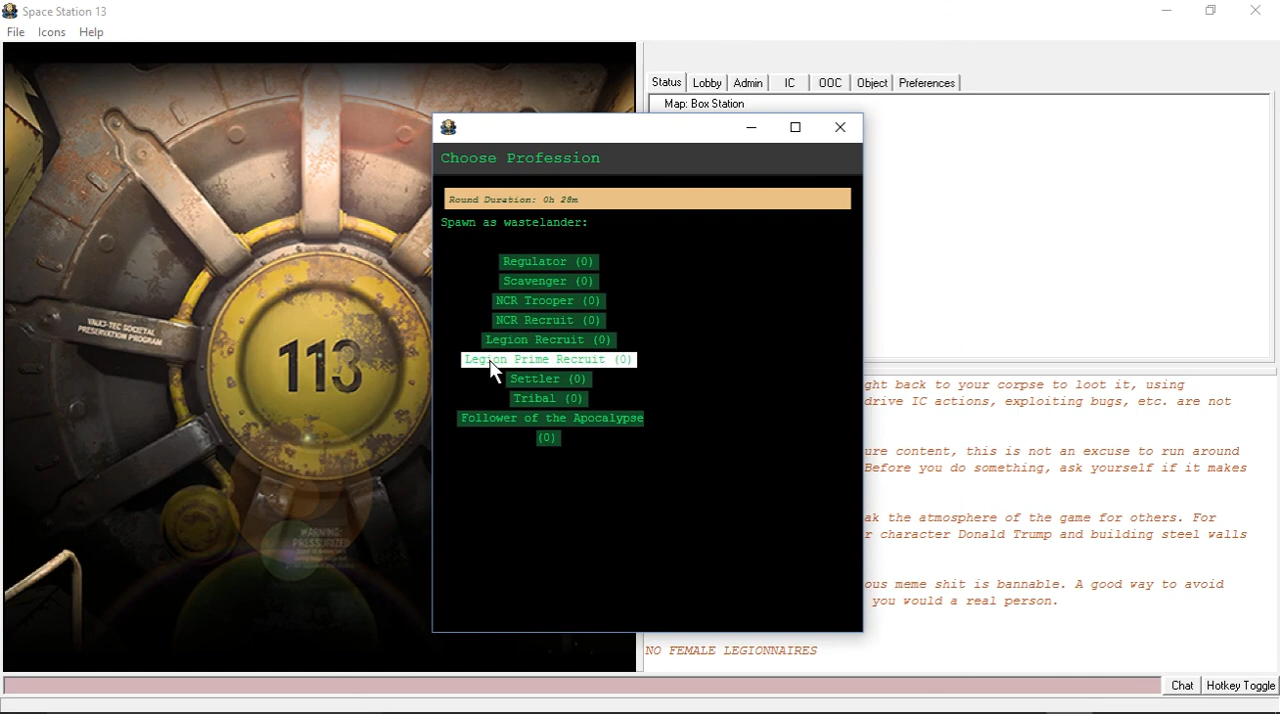 Space Station 13
File Icons Help
Status Lobby Admin IC OOC Object Preferences
Map: Box Station
Choose Profession
Round Duration: 0h 28m
Spawn as wastelander:
Regulator (0)
Scavenger (0)
NCR Trooper (0)
NCR Recruit (0)
Legion Recruit (0)
Legion Prime Recruit (0)
Settler (0)
Tribal (0)
Follower of the Apocalypse
(0)
VAULT-TEC SOCIETAL
PRESERVATION PROGRAM
113
WARNING:
PRESSURIZED
ght back to your corpse to loot it, using
drive IC actions, exploiting bugs, etc. are not
ure content, this is not an excuse to run around
Before you do something, ask yourself if it makes
ak the atmosphere of the game for others. For
r character Donald Trump and building steel walls
ous meme shit is bannable. A good way to avoid
you would a real person.
NO FEMALE LEGIONNAIRES
Chat Hotkey Toggle